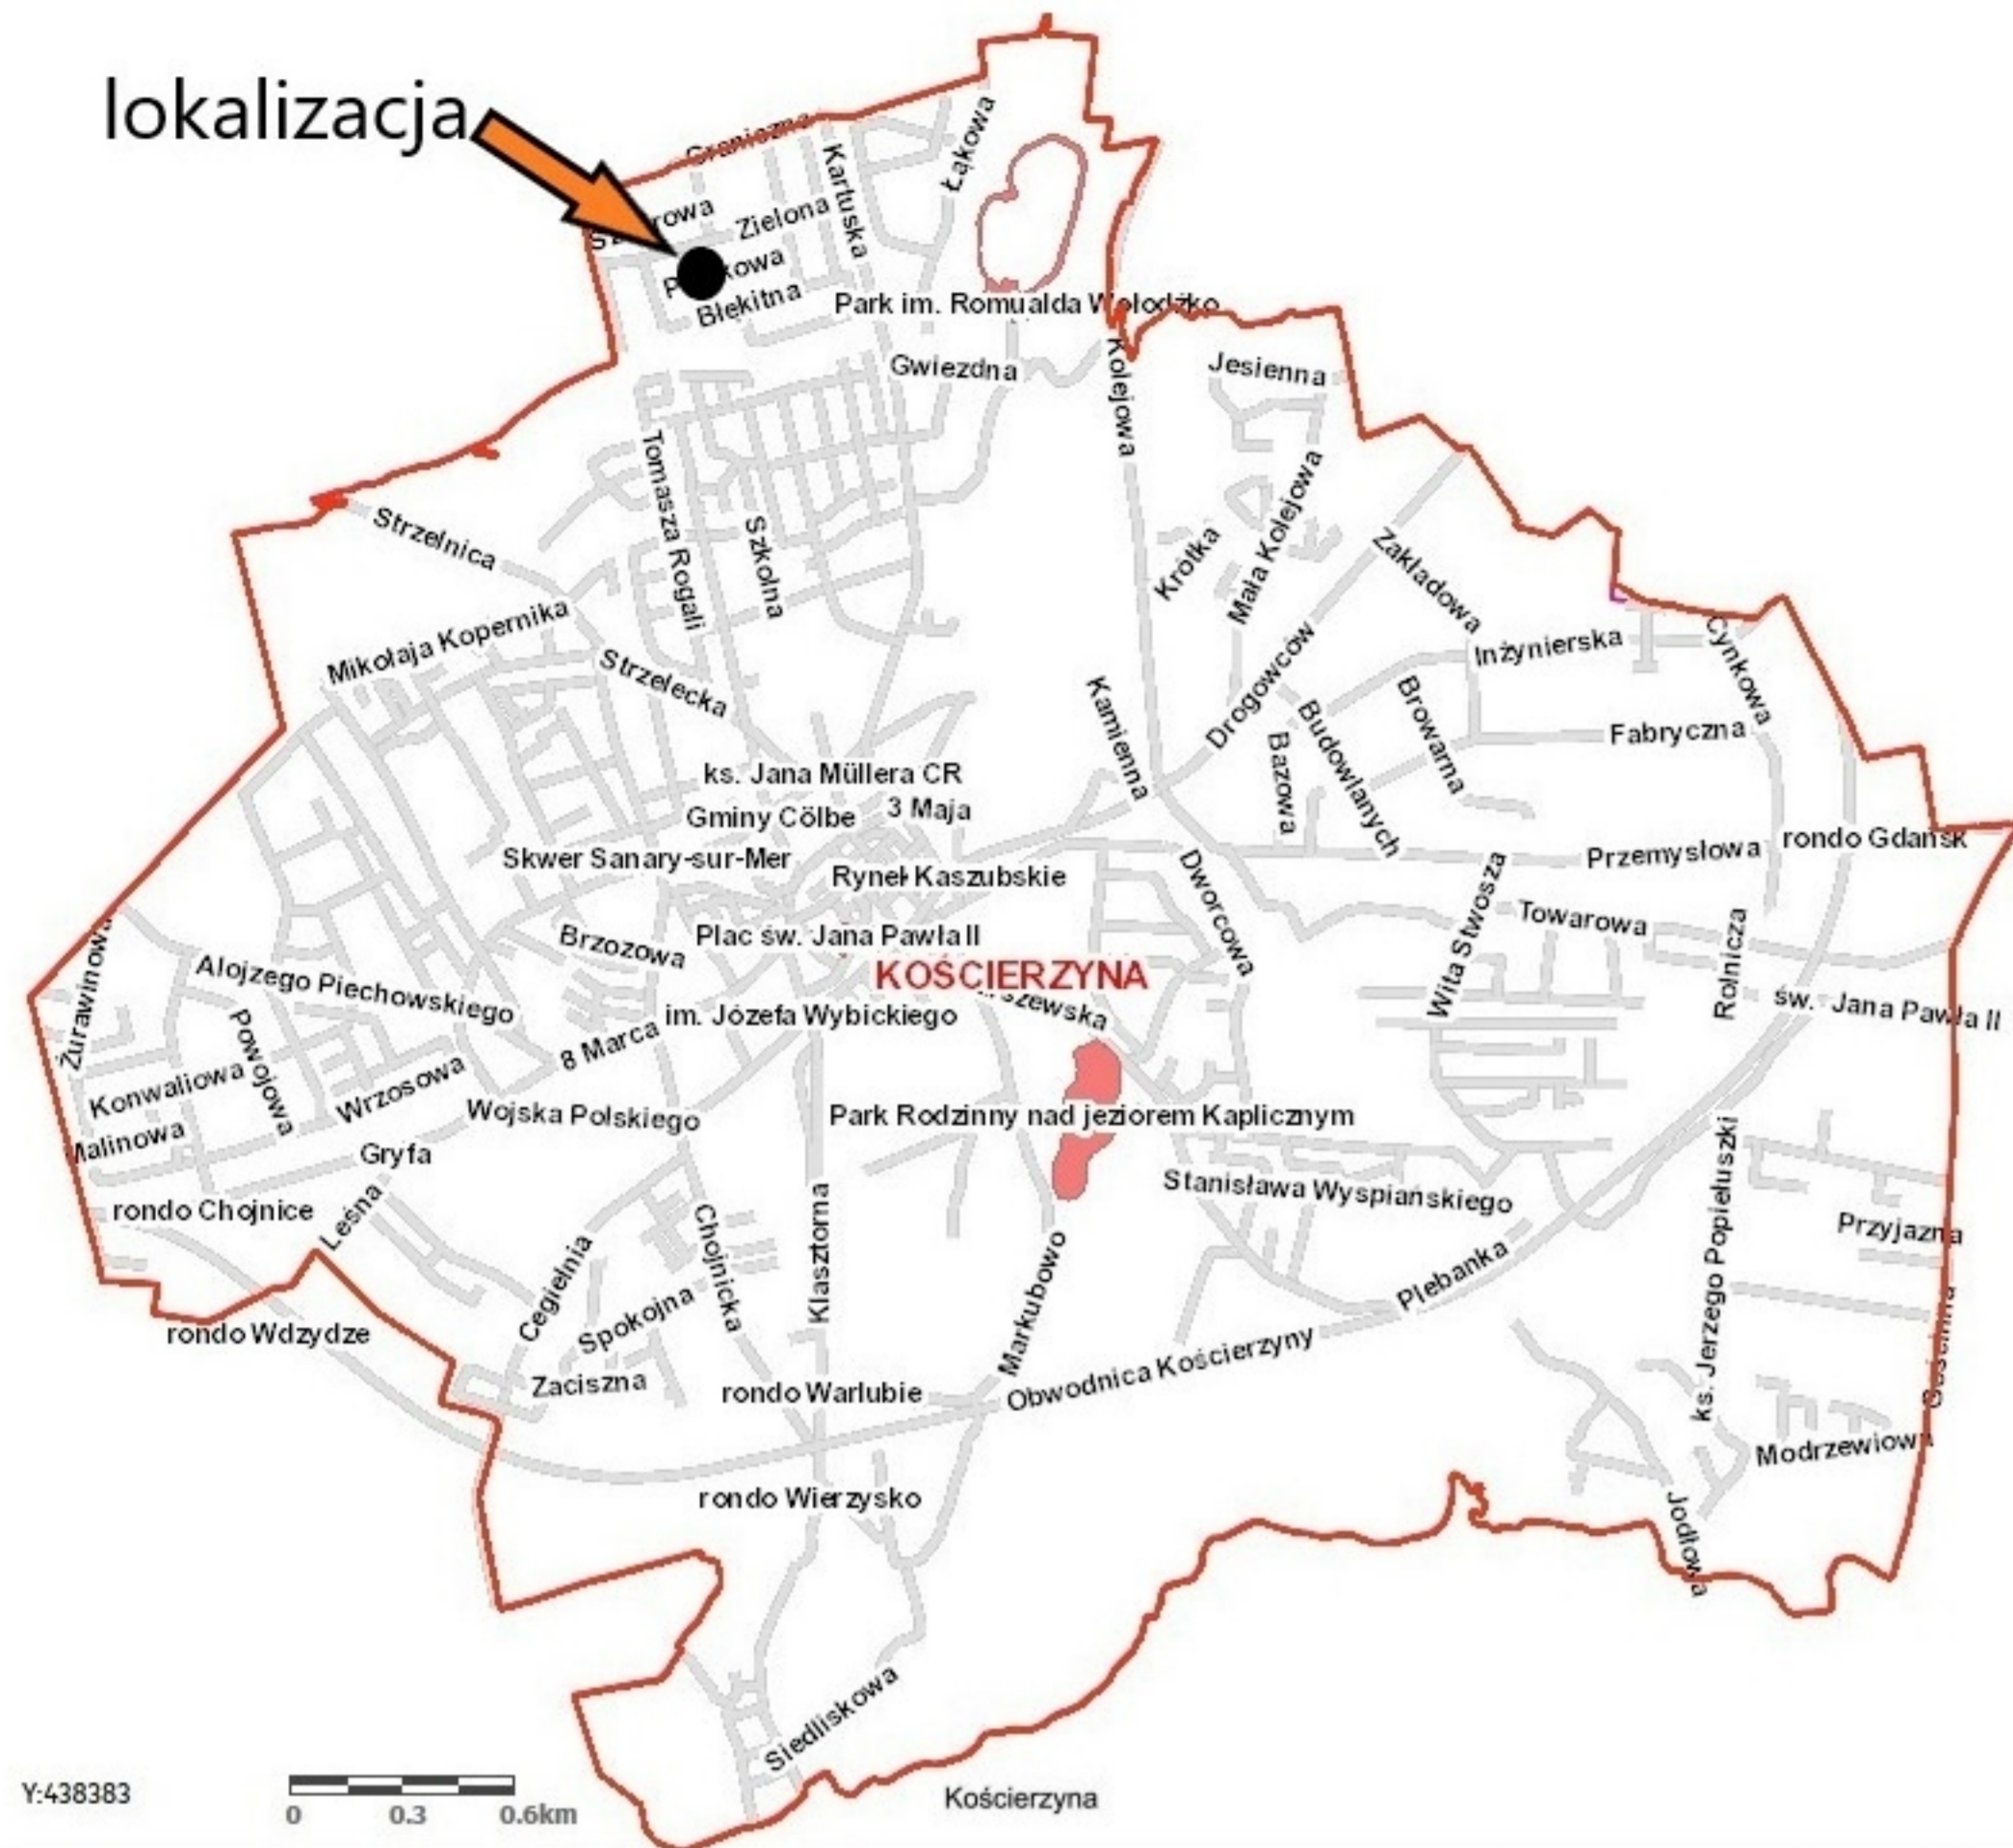 lokalizacja
Graniczna
Łąkowa
Kartuska
Zielona
Błękitna
Park im. Romualda Wołodźko
Gwiezdna
Kolejowa
Jesienna
Tomasza Rogali
Szkolna
Strzelnica
Krótka
Mała Kolejowa
Zakładowa
Mikołaja Kopernika
Strzelecka
Drogowców
Inżynierska
Cynkowa
Kamienna
Budowlanych
Browarna
Bazowa
Fabryczna
ks. Jana Müllera CR
Gminy Cölbe
3 Maja
Skwer Sanary-sur-Mer
Rynek Kaszubskie
Przemysłowa
rondo Gdańsk
Dworcowa
Wita Stwosza
Towarowa
Rolnicza
Brzozowa
Plac św. Jana Pawła II
KOŚCIERZYNA
Żurawinowa
Alojzego Piechowskiego
Powojowa
8 Marca
im. Józefa Wybickiego
św. Jana Pawła II
Konwaliowa
Wrzosowa
Wojska Polskiego
Park Rodzinny nad jeziorem Kaplicznym
Malinowa
Gryfa
rondo Chojnice
Leśna
Stanisława Wyspiańskiego
ks. Jerzego Popiełuszki
Przyjazna
Cegielnia
Chojnicka
Klasztorna
Markubowo
Plebanka
Spokojna
rondo Wdzydze
Zaciszna
rondo Warlubie
Obwodnica Kościerzyny
Modrzewiowa
rondo Wierzysko
Jodłowa
Siedliskowa
Y:438383
0 0.3 0.6km
Kościerzyna